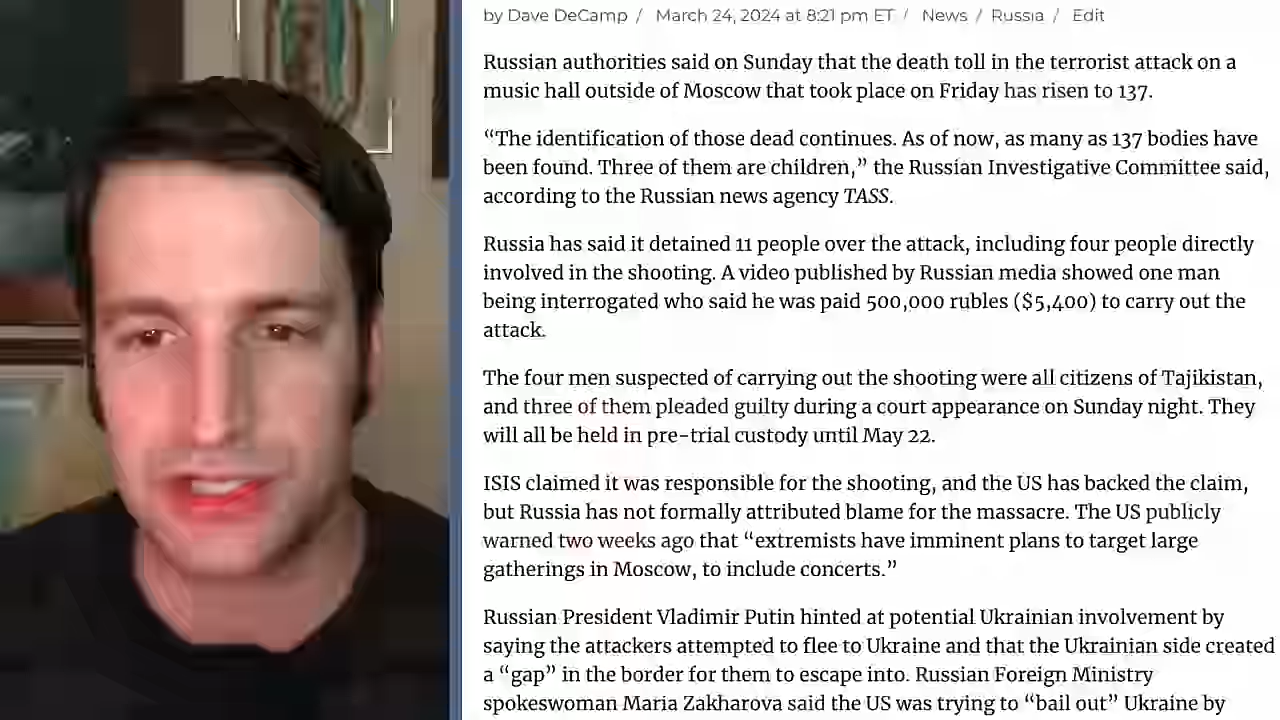 by Dave DeCamp / March 24, 2024 at 8:21 pm ET / News / Russia / Edit
Russian authorities said on Sunday that the death toll in the terrorist attack on a
music hall outside of Moscow that took place on Friday has risen to 137.
“The identification of those dead continues. As of now, as many as 137 bodies have
been found. Three of them are children,” the Russian Investigative Committee said,
according to the Russian news agency TASS.
Russia has said it detained 11 people over the attack, including four people directly
involved in the shooting. A video published by Russian media showed one man
being interrogated who said he was paid 500,000 rubles ($5,400) to carry out the
attack.
The four men suspected of carrying out the shooting were all citizens of Tajikistan,
and three of them pleaded guilty during a court appearance on Sunday night. They
will all be held in pre-trial custody until May 22.
ISIS claimed it was responsible for the shooting, and the US has backed the claim,
but Russia has not formally attributed blame for the massacre. The US publicly
warned two weeks ago that “extremists have imminent plans to target large
gatherings in Moscow, to include concerts.”
Russian President Vladimir Putin hinted at potential Ukrainian involvement by
saying the attackers attempted to flee to Ukraine and that the Ukrainian side created
a “gap” in the border for them to escape into. Russian Foreign Ministry
spokeswoman Maria Zakharova said the US was trying to “bail out” Ukraine by